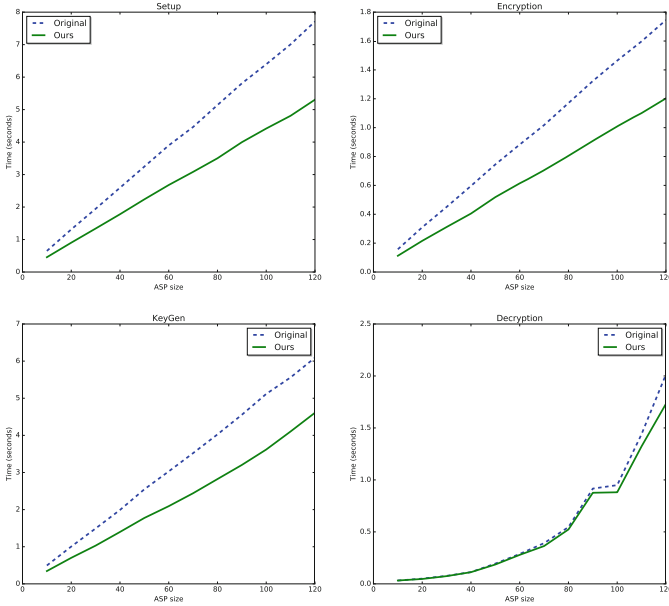 Setup
8
7
6
5
4
3
2
1
0
Time (seconds)
Original
Ours
0 20 40 60 80 100 120
ASP size
Encryption
1.8
1.6
1.4
1.2
1.0
0.8
0.6
0.4
0.2
0.0
Time (seconds)
Original
Ours
0 20 40 60 80 100 120
ASP size
KeyGen
7
6
5
4
3
2
1
0
Time (seconds)
Original
Ours
0 20 40 60 80 100 120
ASP size
Decryption
2.5
2.0
1.5
1.0
0.5
0.0
Time (seconds)
Original
Ours
0 20 40 60 80 100 120
ASP size